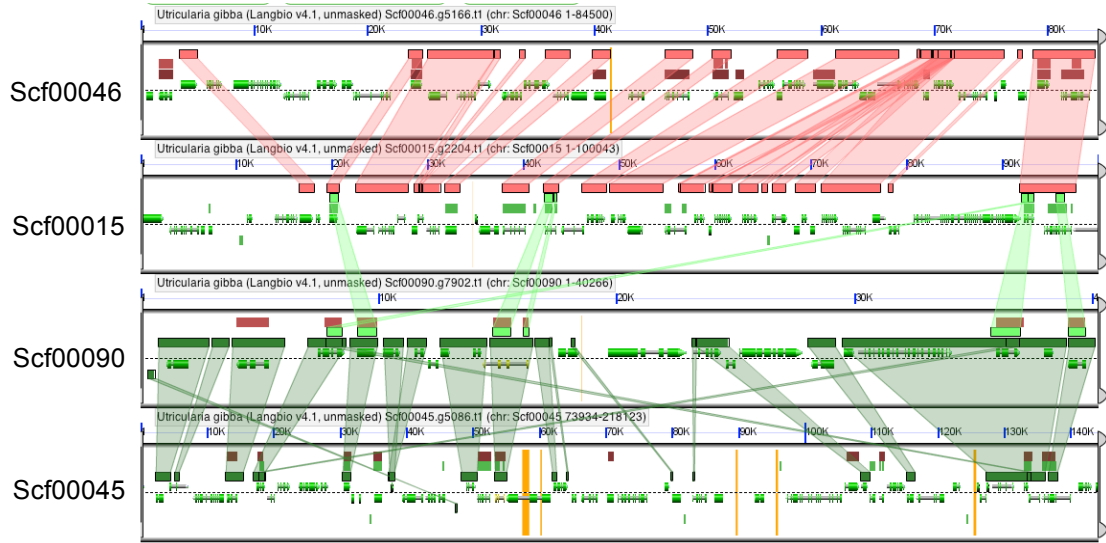 Utricularia gibba (Langbio v4.1, unmasked) Scf00046.g5166.t1 (chr: Scf00046 1-84500)
10K 20K 30K 40K 50K 60K 70K 80K
Scf00046
Utricularia gibba (Langbio v4.1, unmasked) Scf00015.g2204.t1 (chr: Scf00015 1-100043)
10K 20K 30K 40K 50K 60K 70K 80K 90K
Scf00015
Utricularia gibba (Langbio v4.1, unmasked) Scf00090.g7902.t1 (chr: Scf00090 1-40266)
10K 20K 30K
Scf00090
Utricularia gibba (Langbio v4.1, unmasked) Scf00045.g5086.t1 (chr: Scf00045 73934-218123)
10K 20K 30K 40K 50K 60K 70K 80K 90K 100K 110K 120K 130K 140K
Scf00045